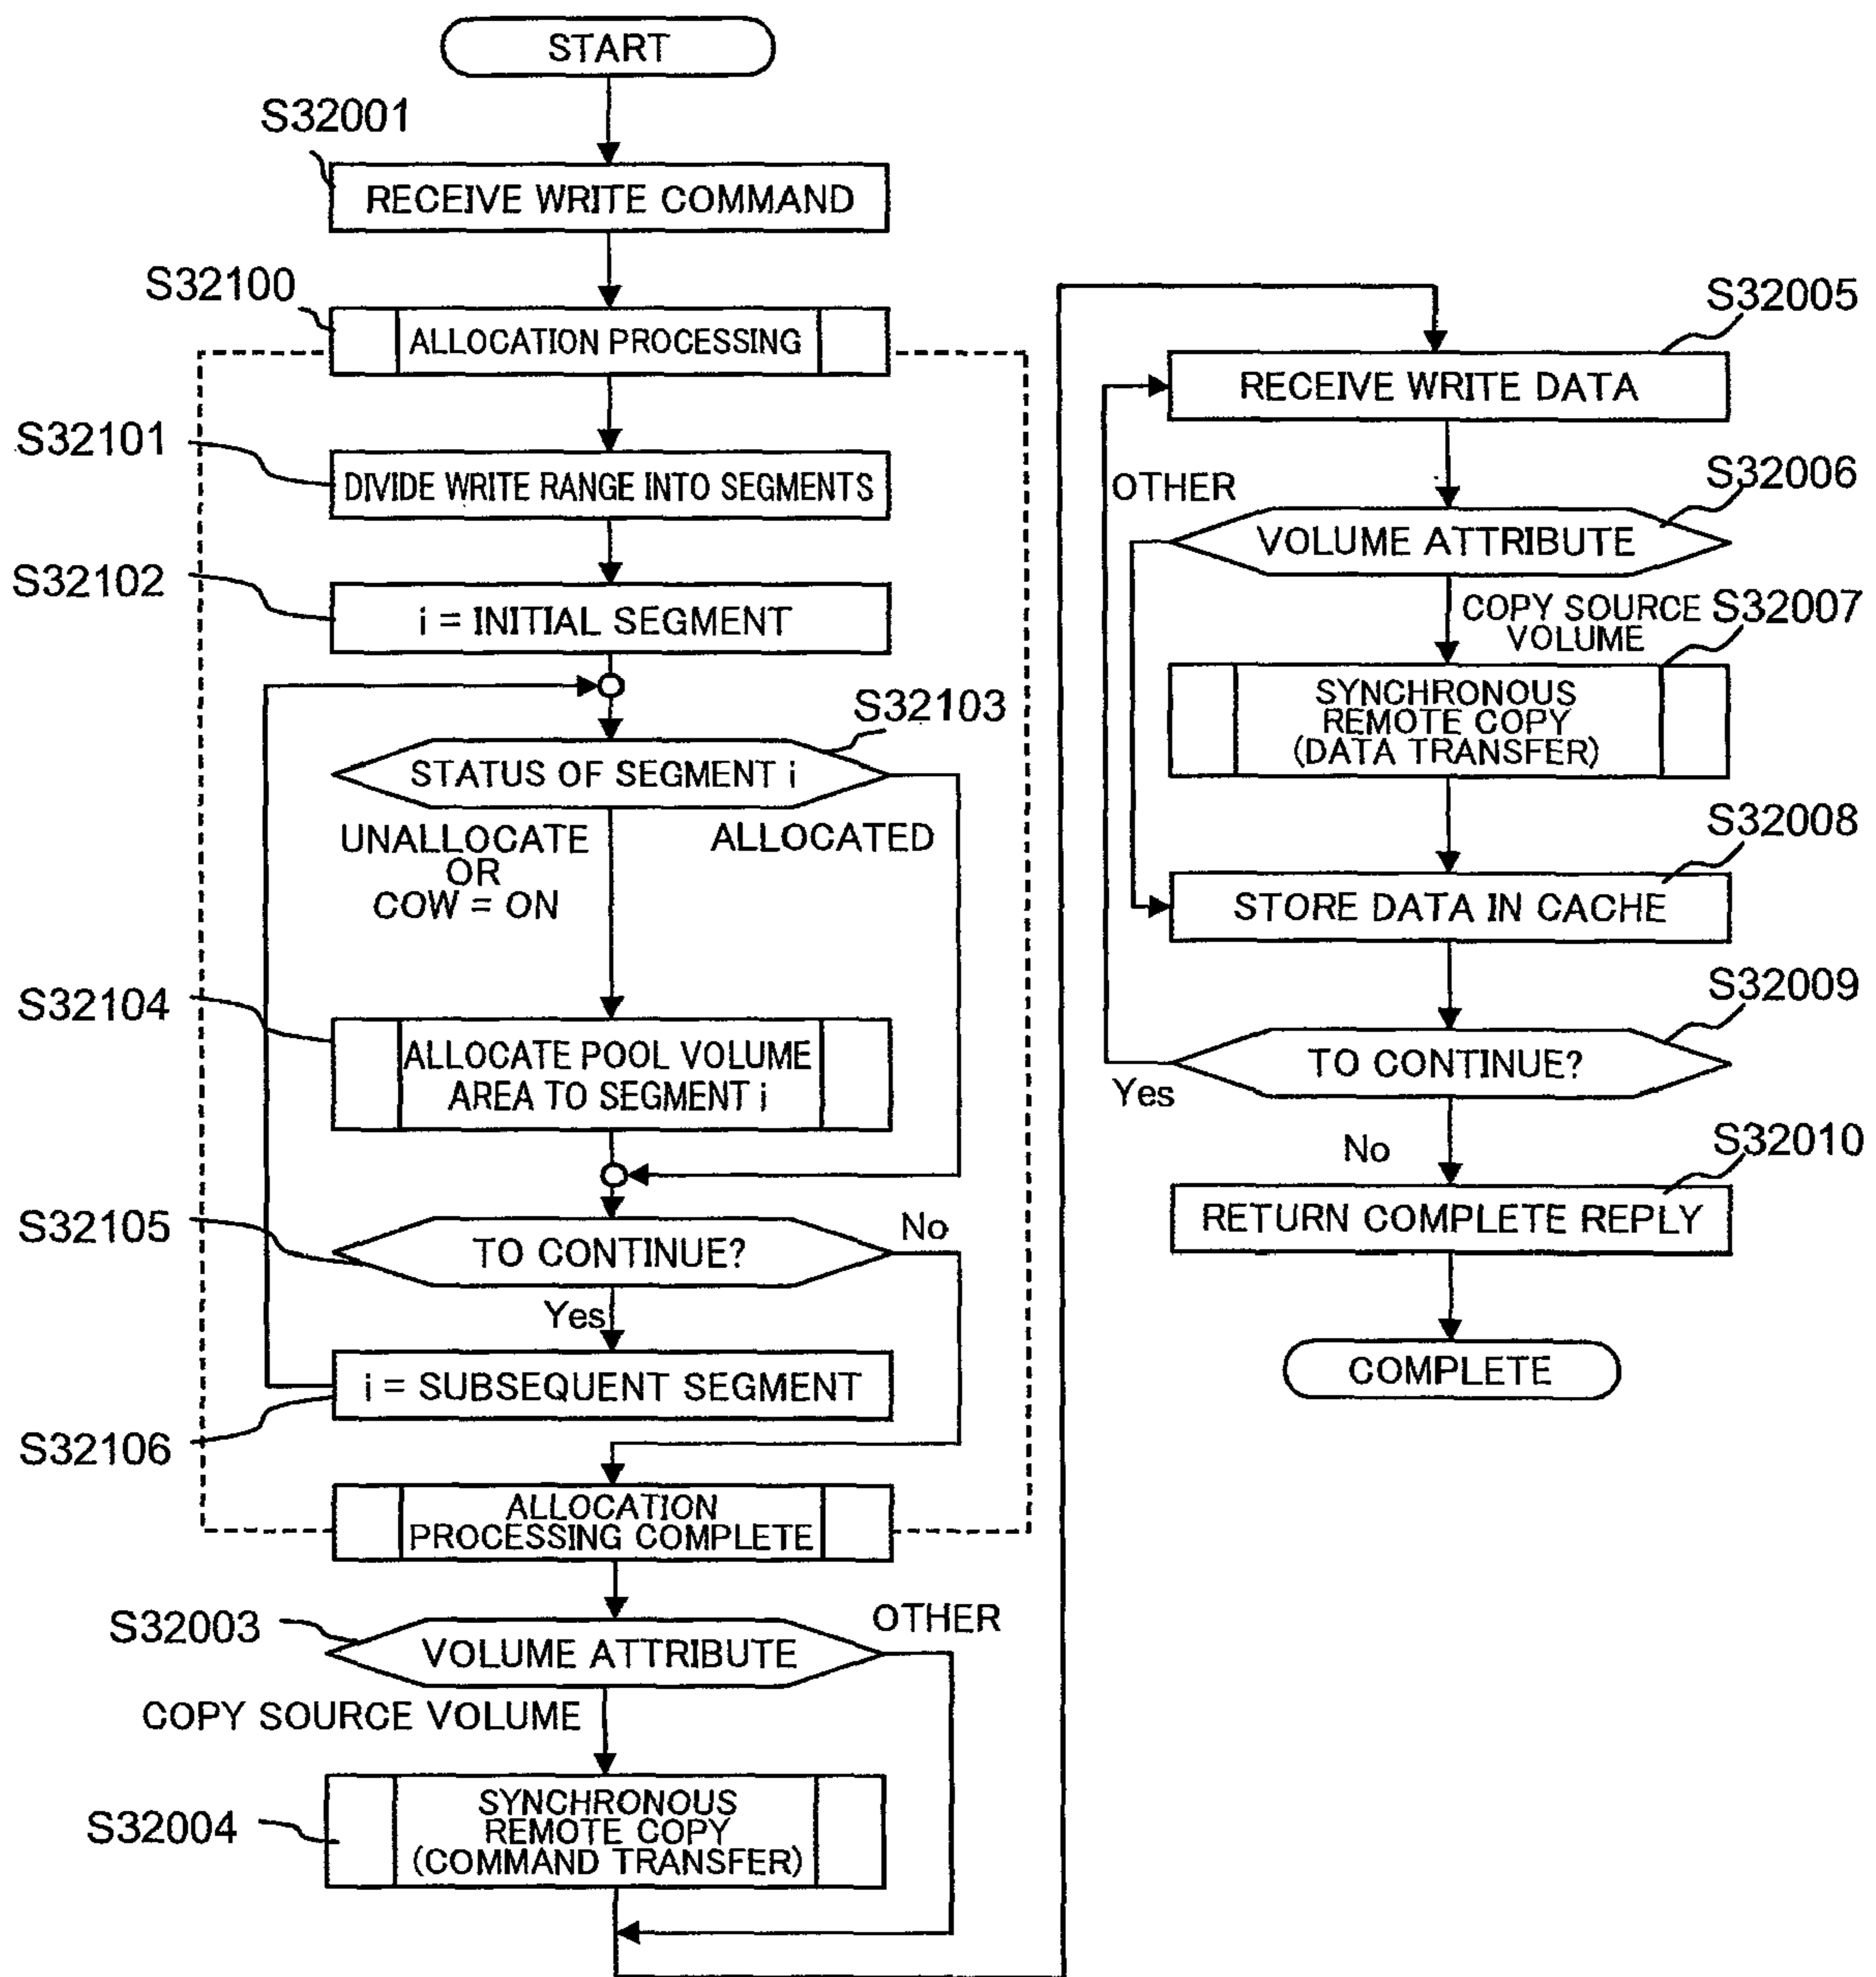 START
S32001
RECEIVE WRITE COMMAND
S32100
ALLOCATION PROCESSING
S32101
DIVIDE WRITE RANGE INTO SEGMENTS
S32102
i = INITIAL SEGMENT
S32103
STATUS OF SEGMENT i
UNALLOCATE
OR
COW = ON
ALLOCATED
S32104
ALLOCATE POOL VOLUME
AREA TO SEGMENT i
S32105
TO CONTINUE?
No
Yes
i = SUBSEQUENT SEGMENT
S32106
ALLOCATION
PROCESSING COMPLETE
S32003
VOLUME ATTRIBUTE
OTHER
COPY SOURCE VOLUME
S32004
SYNCHRONOUS
REMOTE COPY
(COMMAND TRANSFER)
S32005
RECEIVE WRITE DATA
S32006
OTHER
VOLUME ATTRIBUTE
COPY SOURCE
VOLUME
S32007
SYNCHRONOUS
REMOTE COPY
(DATA TRANSFER)
S32008
STORE DATA IN CACHE
S32009
TO CONTINUE?
Yes
No
S32010
RETURN COMPLETE REPLY
COMPLETE